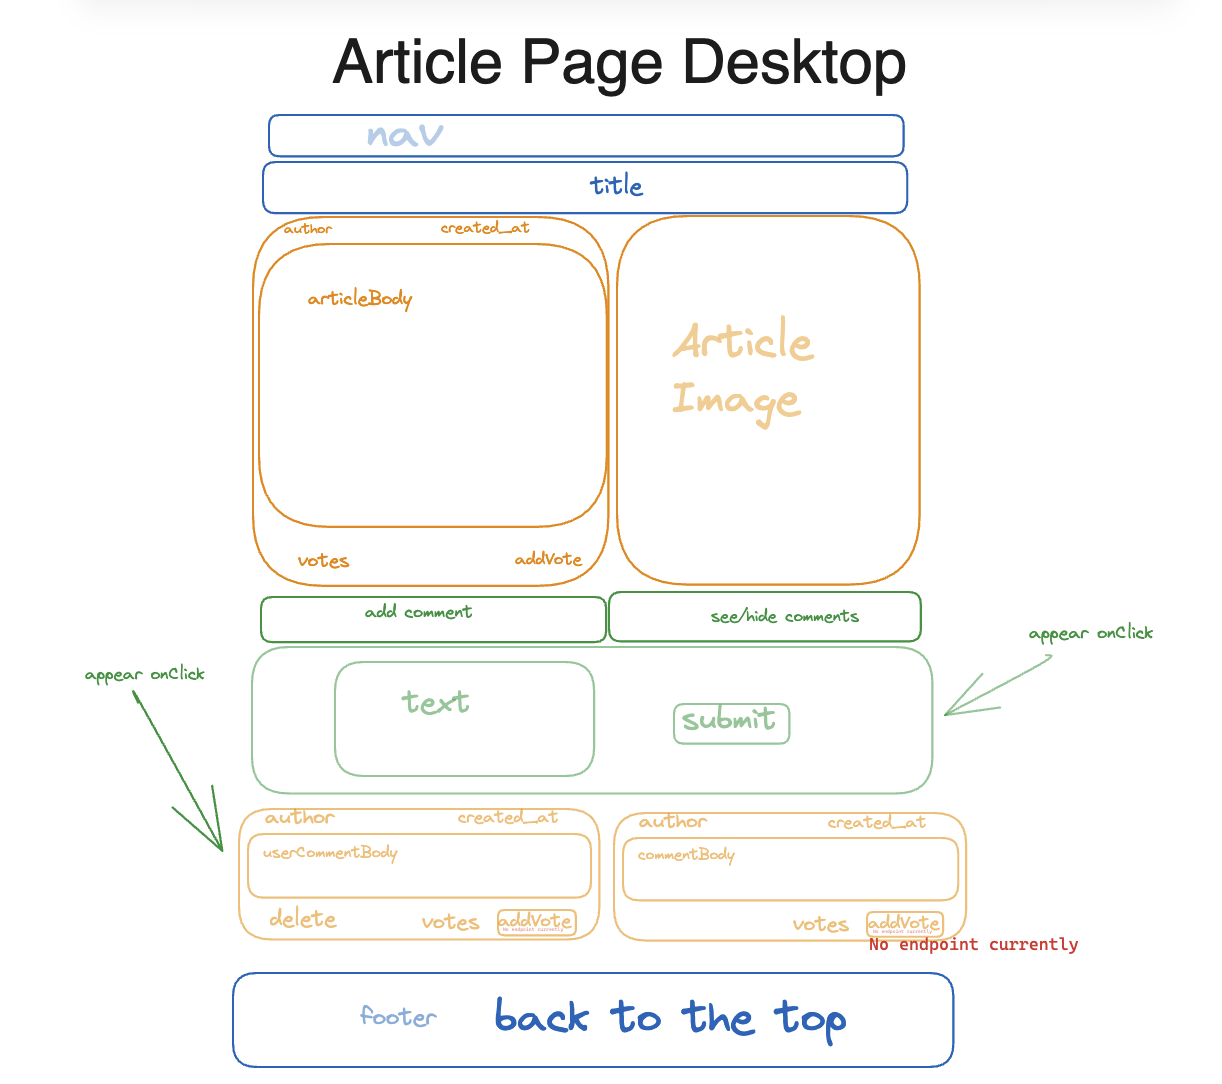 Article Page Desktop
nav
title
author created_at
articleBody
Article
Image
votes addVote
add comment see/hide comments
appear onClick
appear onClick
text submit
author created_at
userCommentBody
delete votes addVote
No endpoint currently
author created_at
commentBody
votes addVote
No endpoint currently
No endpoint currently
footer back to the top